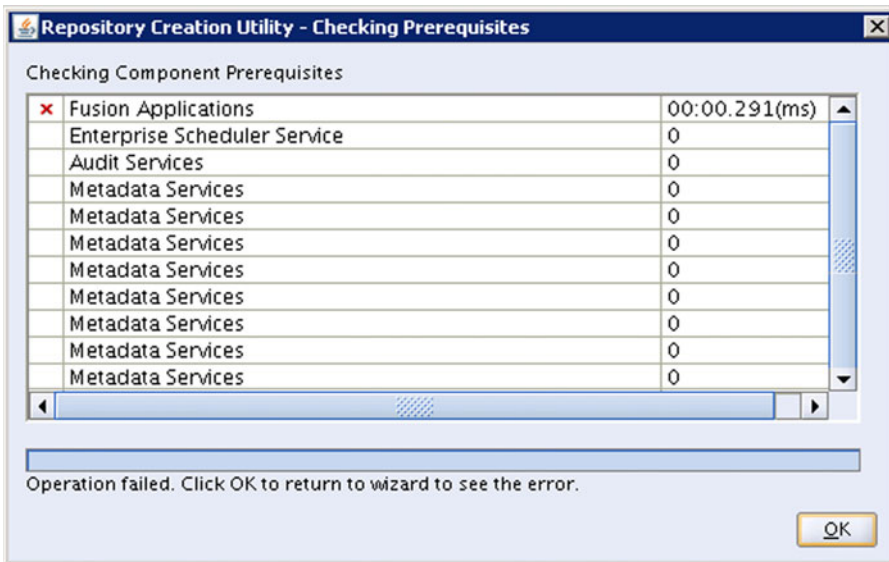 Repository Creation Utility - Checking Prerequisites
Checking Component Prerequisites
Fusion Applications 00:00.291(ms)
Enterprise Scheduler Service 0
Audit Services 0
Metadata Services 0
Metadata Services 0
Metadata Services 0
Metadata Services 0
Metadata Services 0
Metadata Services 0
Metadata Services 0
Metadata Services 0
Operation failed. Click OK to return to wizard to see the error.
OK